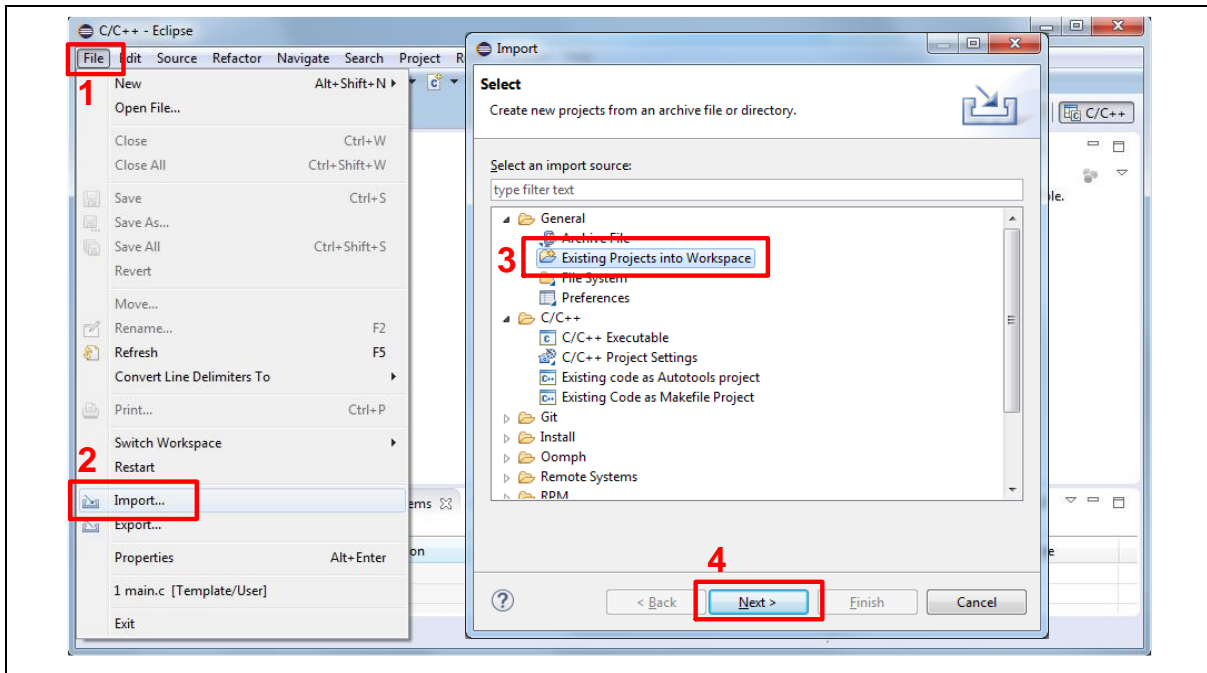 C/C++ - Eclipse
File Edit Source Refactor Navigate Search Project R
1
New Alt+Shift+N
Open File...
Close Ctrl+W
Close All Ctrl+Shift+W
Save Ctrl+S
Save As...
Save All Ctrl+Shift+S
Revert
Move...
Rename... F2
Refresh F5
Convert Line Delimiters To
Print... Ctrl+P
Switch Workspace
2
Restart
Import...
Export...
Properties Alt+Enter
1 main.c [Template/User]
Exit
ems
on
Import
Select
Create new projects from an archive file or directory.
Select an import source:
type filter text
General
Archive File
3
Existing Projects into Workspace
File System
Preferences
C/C++
C/C++ Executable
C/C++ Project Settings
Existing code as Autotools project
Existing Code as Makefile Project
Git
Install
Oomph
Remote Systems
RPM
4
< Back Next > Finish Cancel
C/C++
ble.
e